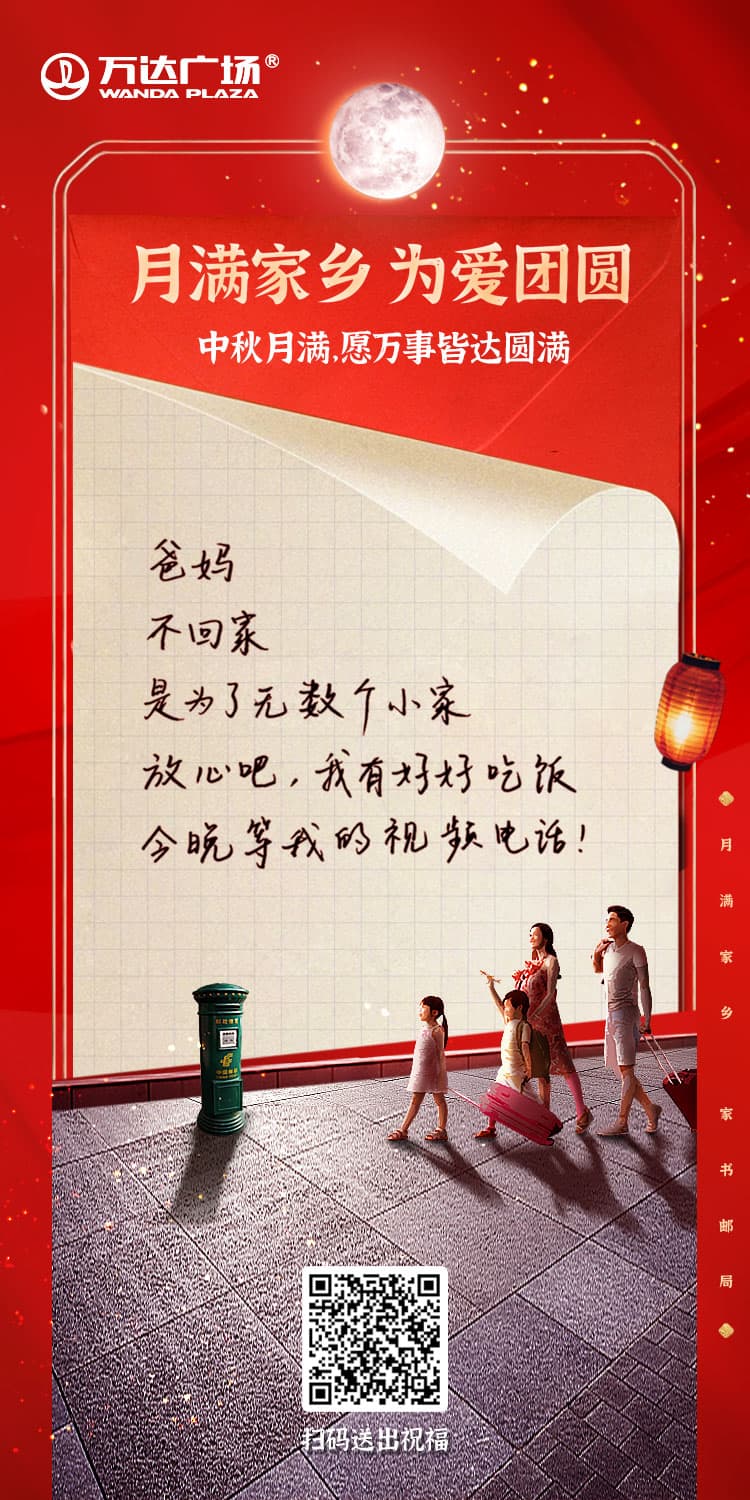 万达广场®
WANDA PLAZA
月满家乡 为爱团圆
中秋月满,愿万事皆达圆满
爸妈
不回家
是为了无数个小家
放心吧,我有好好吃饭
今晚等我的视频电话!
月满家乡
家书邮局
扫码送出祝福